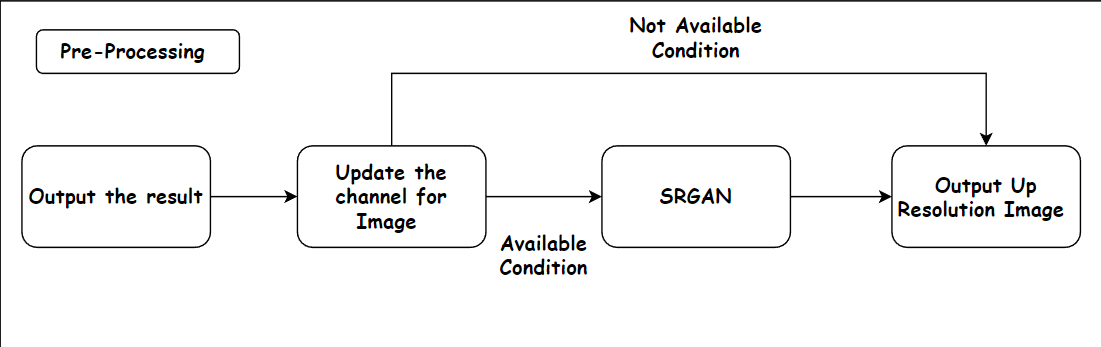 Not Available
Condition
Pre-Processing
Output the result
Update the
channel for
Image
SRGAN
Output Up
Resolution Image
Available
Condition